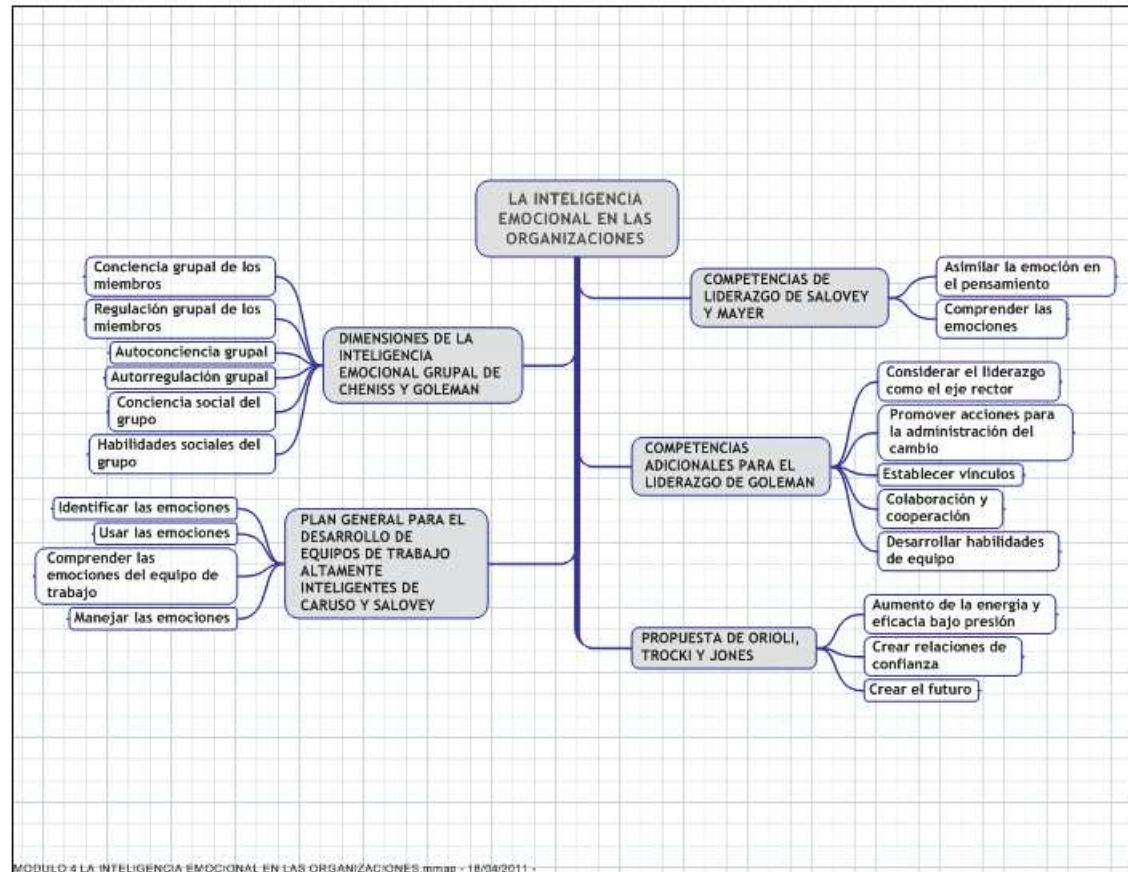 LA INTELIGENCIA
EMOCIONAL EN LAS
ORGANIZACIONES
COMPETENCIAS DE
LIDERAZGO DE SALOVEY
Y MAYER
Asimilar la emoción en
el pensamiento
Comprender las
emociones
COMPETENCIAS
ADICIONALES PARA EL
LIDERAZGO DE GOLEMAN
Considerar el liderazgo
como el eje rector
Promover acciones para
la administración del
cambio
Establecer vínculos
Colaboración y
cooperación
Desarrollar habilidades
de equipo
PROPUESTA DE ORIOLI,
TROCKI Y JONES
Aumento de la energía y
eficacia bajo presión
Crear relaciones de
confianza
Crear el futuro
DIMENSIONES DE LA
INTELIGENCIA
EMOCIONAL GRUPAL DE
CHENISS Y GOLEMAN
Conciencia grupal de los
miembros
Regulación grupal de los
miembros
Autoconciencia grupal
Autorregulación grupal
Conciencia social del
grupo
Habilidades sociales del
grupo
PLAN GENERAL PARA EL
DESARROLLO DE
EQUIPOS DE TRABAJO
ALTAMENTE
INTELIGENTES DE
CARUSO Y SALOVEY
Identificar las emociones
Usar las emociones
Comprender las
emociones del equipo de
trabajo
Manejar las emociones
MODULO 4 LA INTELIGENCIA EMOCIONAL EN LAS ORGANIZACIONES.mmap - 18/04/2011 -